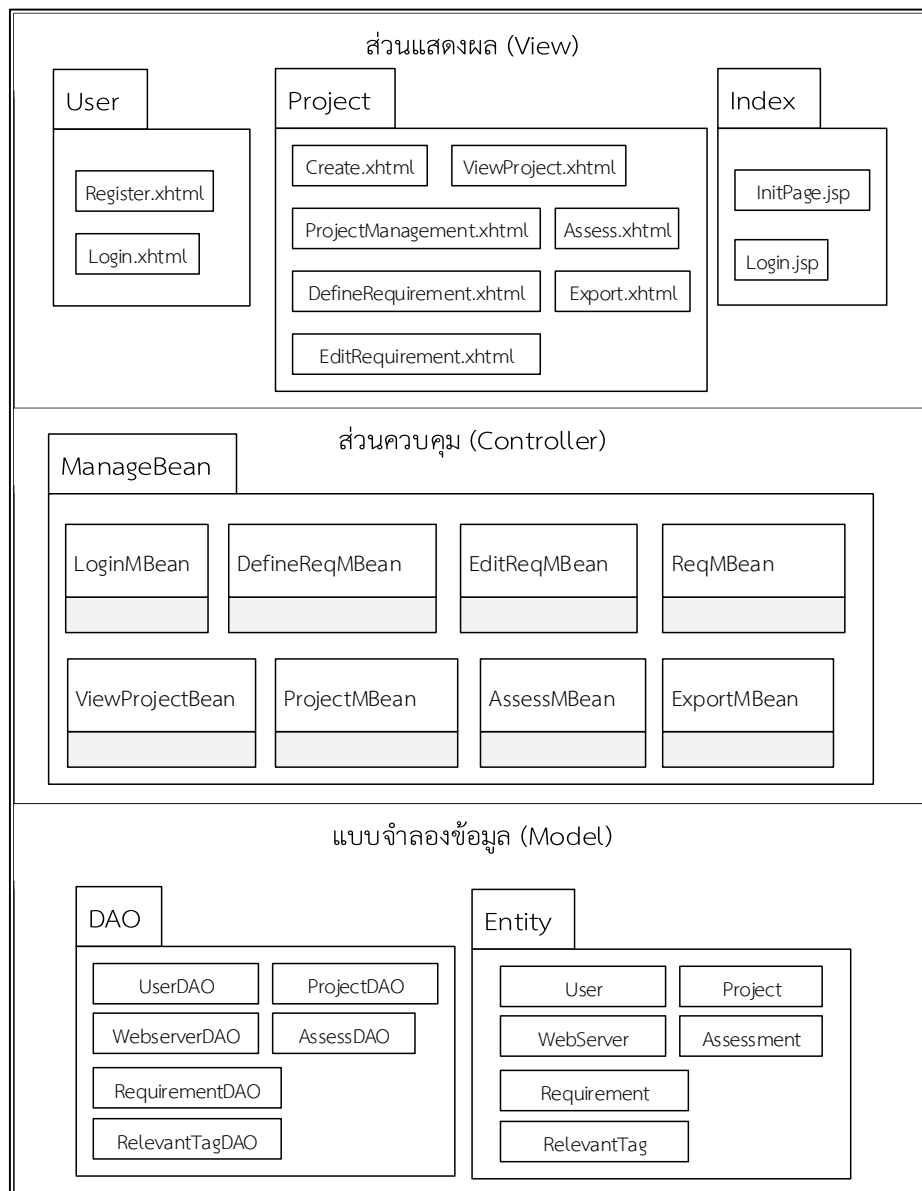 ส่วนแสดงผล (View)
User
Project
Index
Register.xhtml
Login.xhtml
Create.xhtml
ViewProject.xhtml
ProjectManagement.xhtml
Assess.xhtml
DefineRequirement.xhtml
Export.xhtml
EditRequirement.xhtml
InitPage.jsp
Login.jsp
ส่วนควบคุม (Controller)
ManageBean
LoginMBean
DefineReqMBean
EditReqMBean
ReqMBean
ViewProjectBean
ProjectMBean
AssessMBean
ExportMBean
แบบจำลองข้อมูล (Model)
DAO
UserDAO
ProjectDAO
WebserverDAO
AssessDAO
RequirementDAO
RelevantTagDAO
Entity
User
Project
WebServer
Assessment
Requirement
RelevantTag